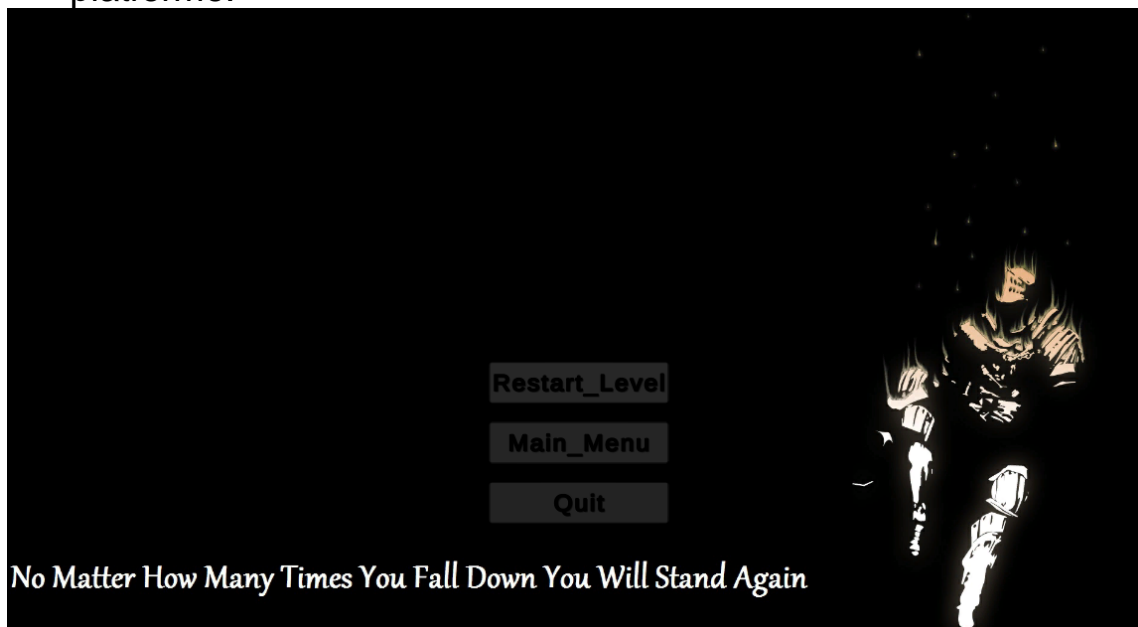 Restart_Level
Main_Menu
Quit
No Matter How Many Times You Fall Down You Will Stand Again